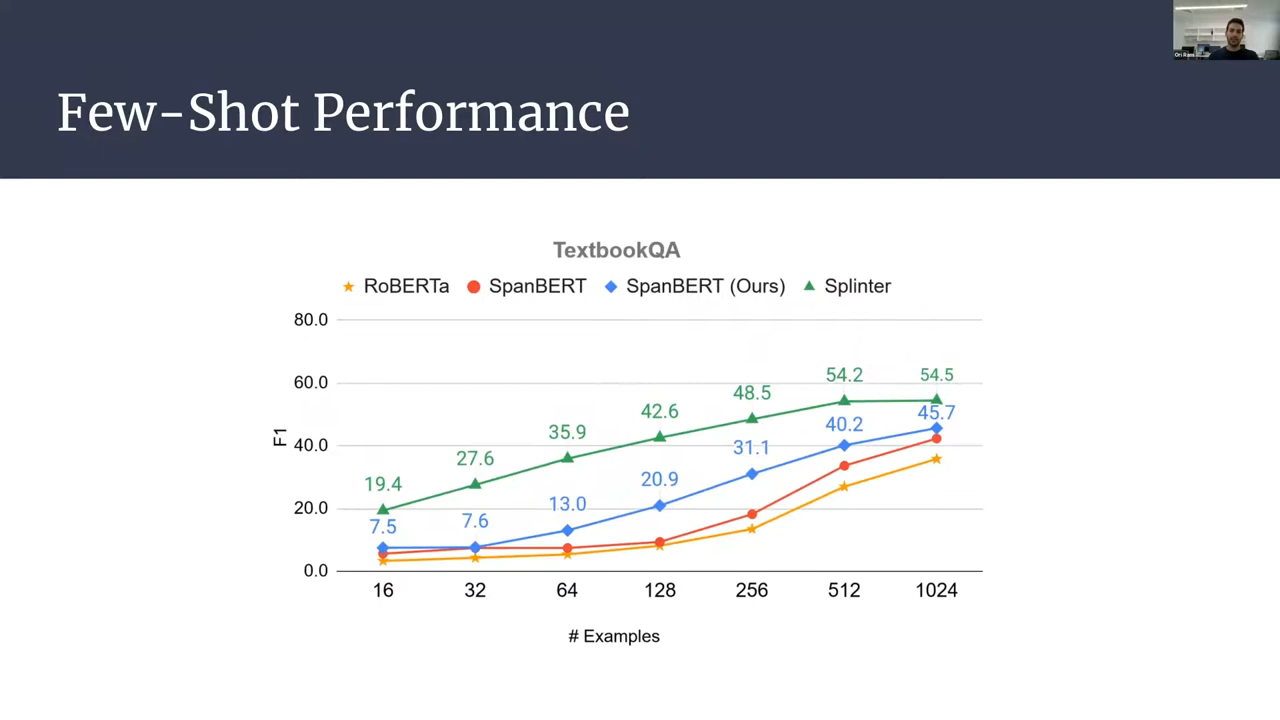 Few-Shot Performance
TextbookQA
RoBERTa SpanBERT SpanBERT (Ours) Splinter
80.0
60.0
40.0
20.0
0.0
F1
19.4 27.6 35.9 42.6 48.5 54.2 54.5
7.5 7.6 13.0 20.9 31.1 40.2 45.7
16 32 64 128 256 512 1024
# Examples